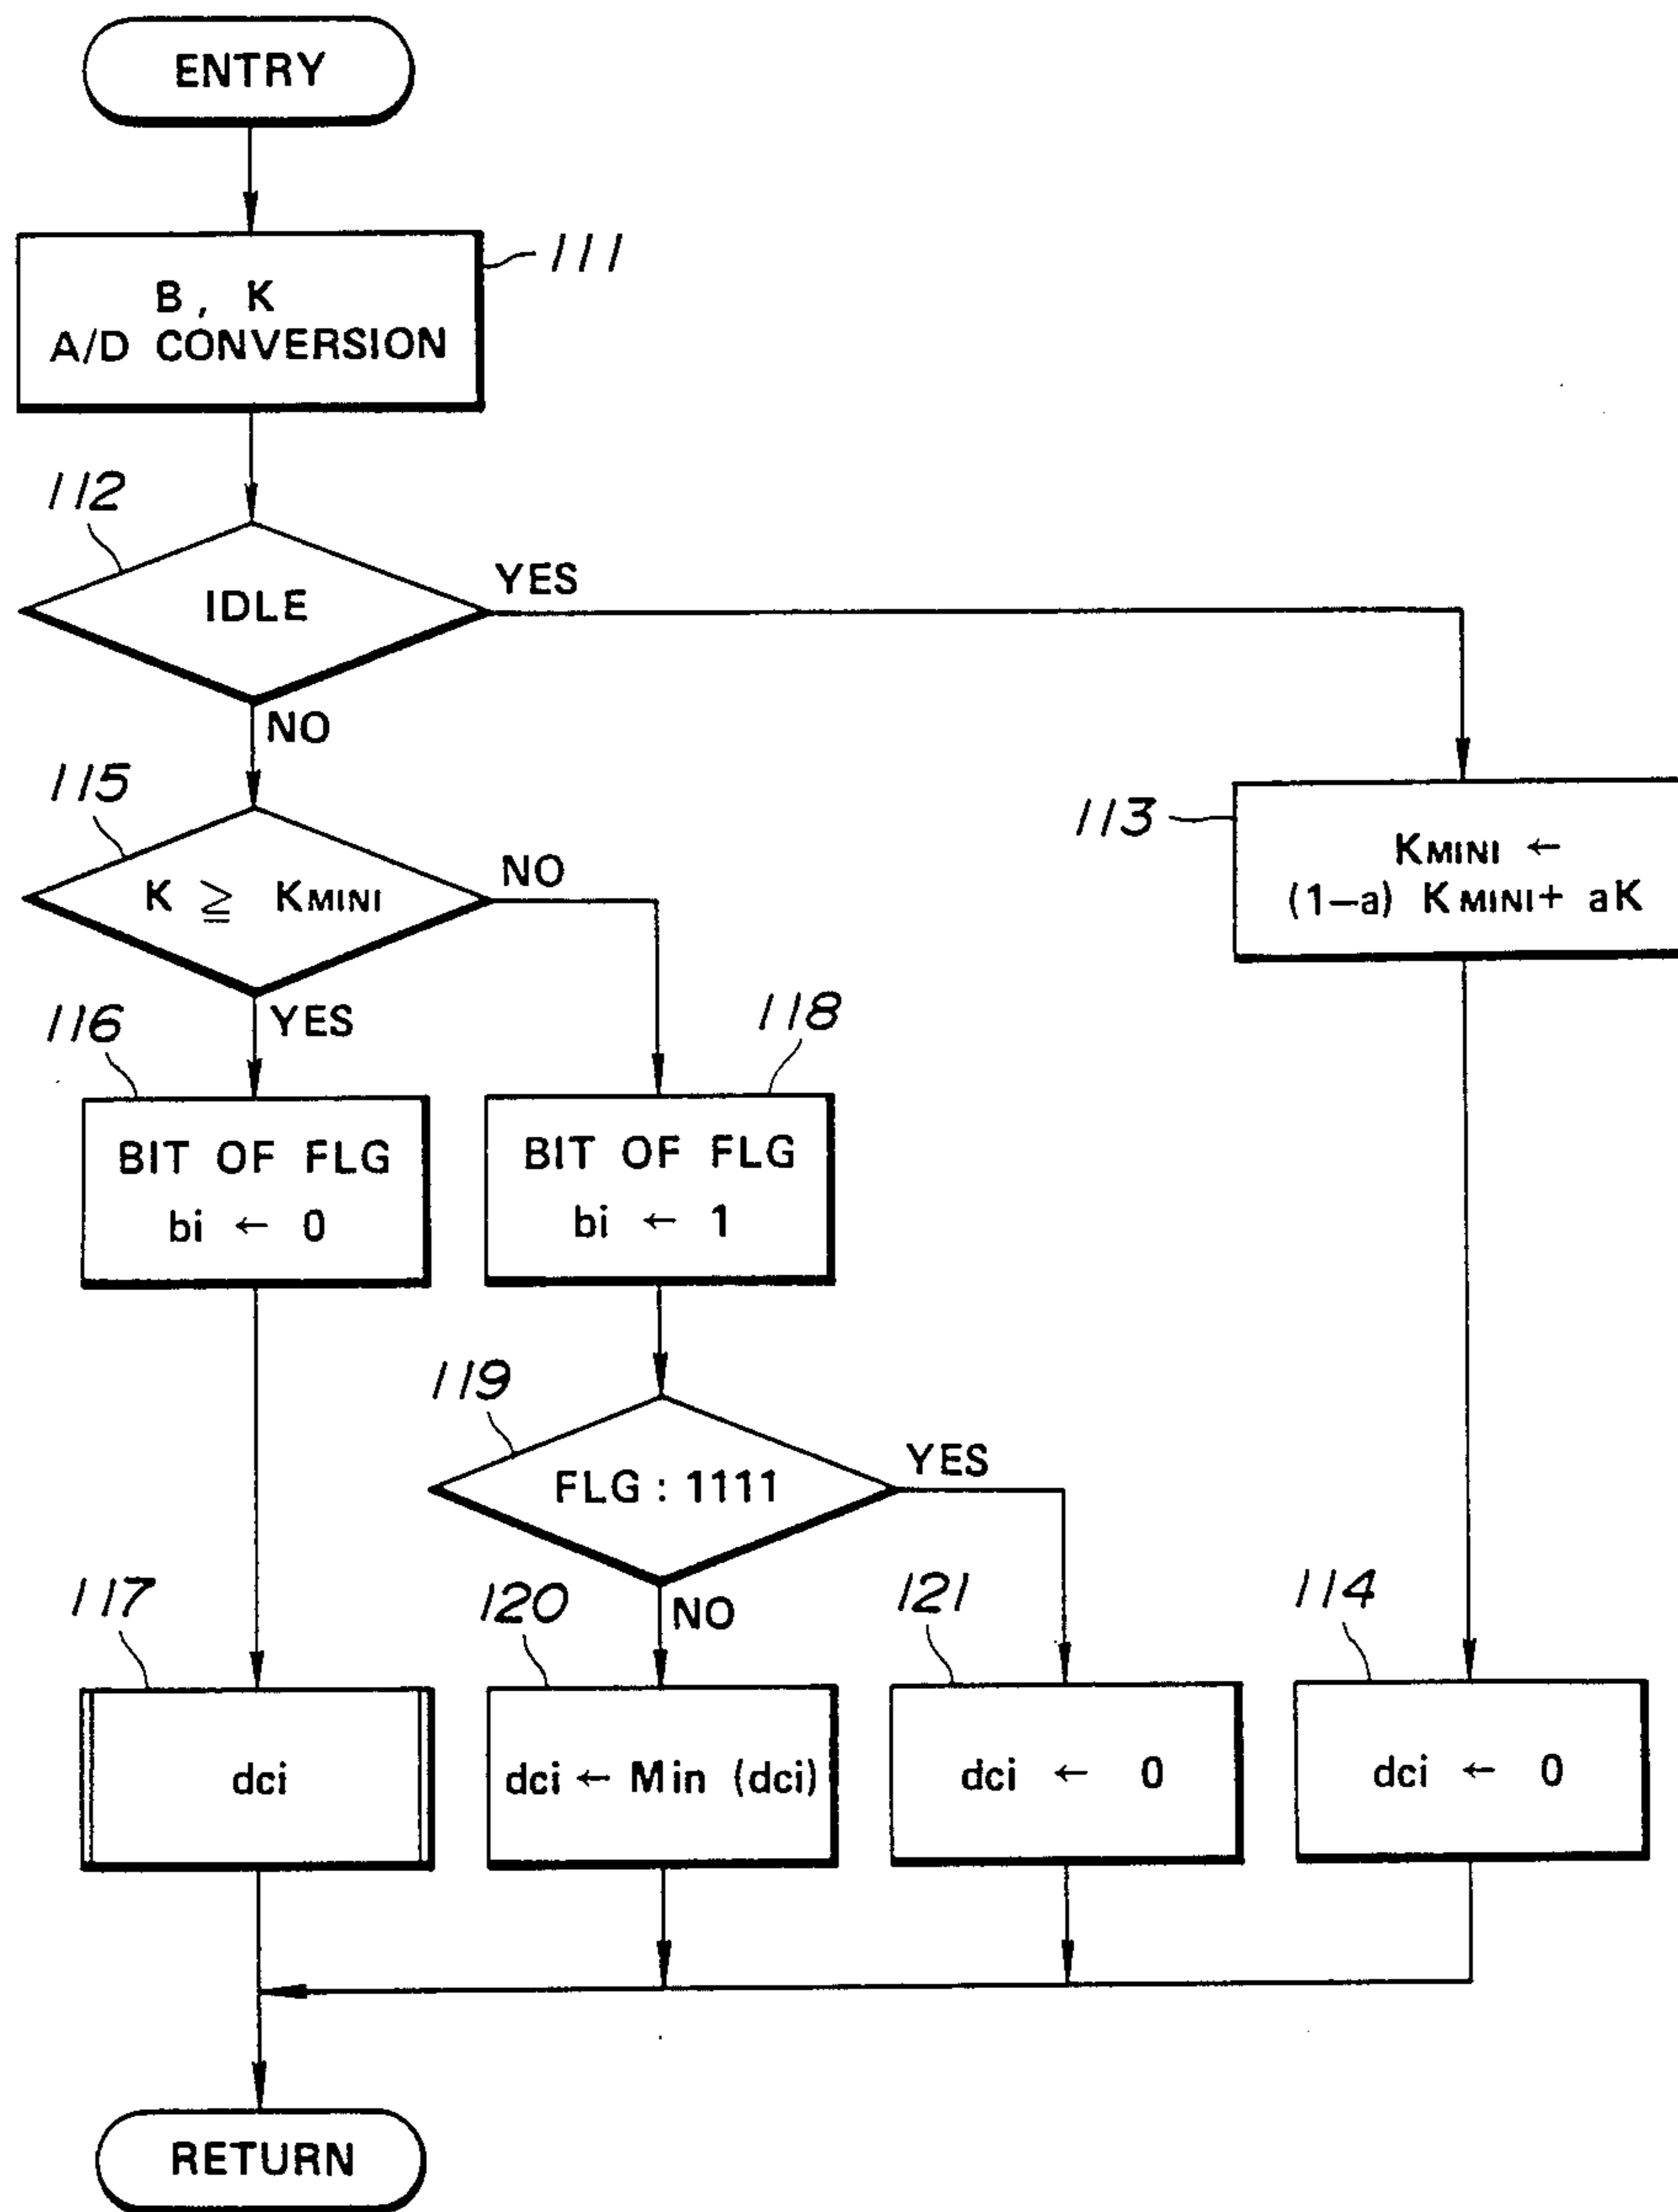 ENTRY
111
B, K
A/D CONVERSION
112
IDLE
YES
NO
115
K ≧ KMINI
NO
YES
113
KMINI ←
(1−a) KMINI+ aK
116
BIT OF FLG
bi ← 0
118
BIT OF FLG
bi ← 1
119
FLG : 1111
YES
NO
117
dci
120
dci ← Min (dci)
121
dci ← 0
114
dci ← 0
RETURN